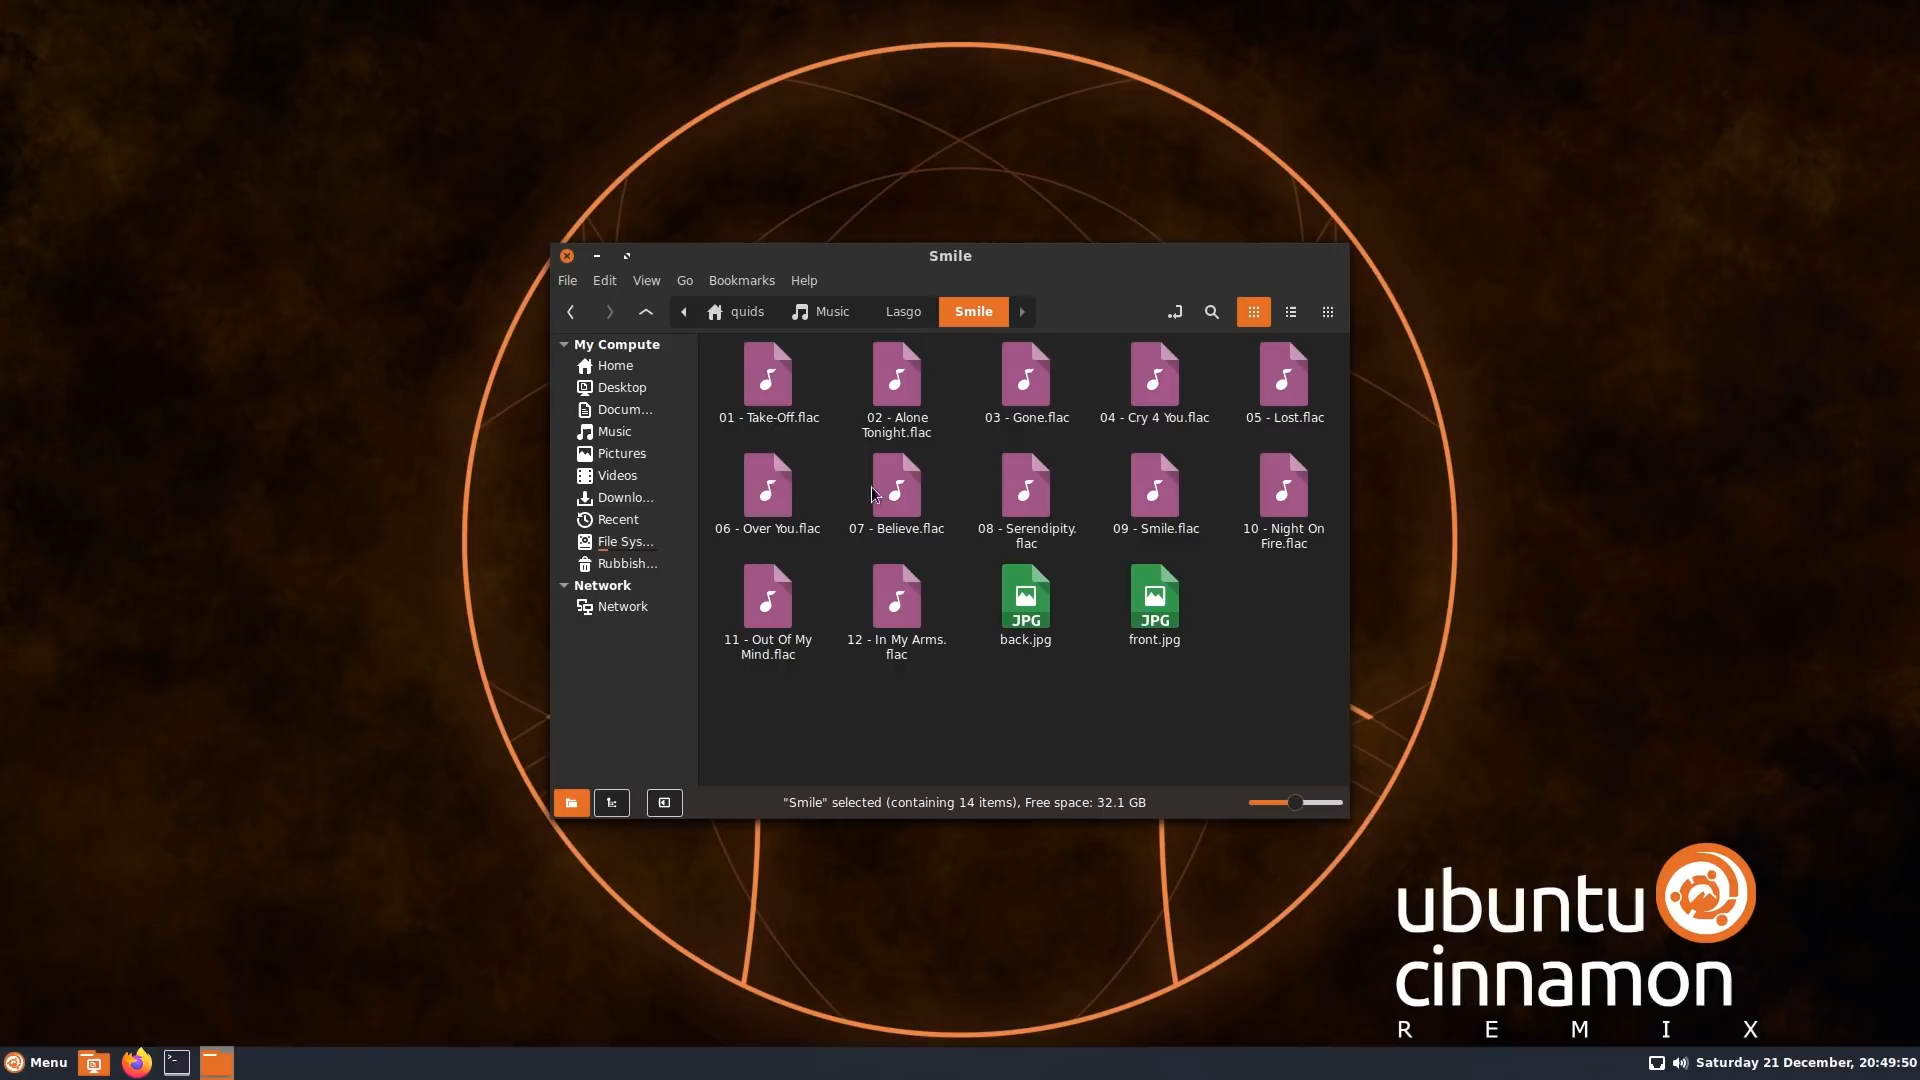 Smile
File Edit View Go Bookmarks Help
quids Music Lasgo Smile
My Compute
Home
Desktop
Docum...
Music
Pictures
Videos
Downlo...
Recent
File Sys...
Rubbish...
Network
Network
01 - Take-Off.flac
02 - Alone
Tonight.flac
03 - Gone.flac
04 - Cry 4 You.flac
05 - Lost.flac
06 - Over You.flac
07 - Believe.flac
08 - Serendipity.
flac
09 - Smile.flac
10 - Night On
Fire.flac
11 - Out Of My
Mind.flac
12 - In My Arms.
flac
JPG
back.jpg
JPG
front.jpg
"Smile" selected (containing 14 items), Free space: 32.1 GB
ubuntu
cinnamon
REMIX
Menu
Saturday 21 December, 20:49:50